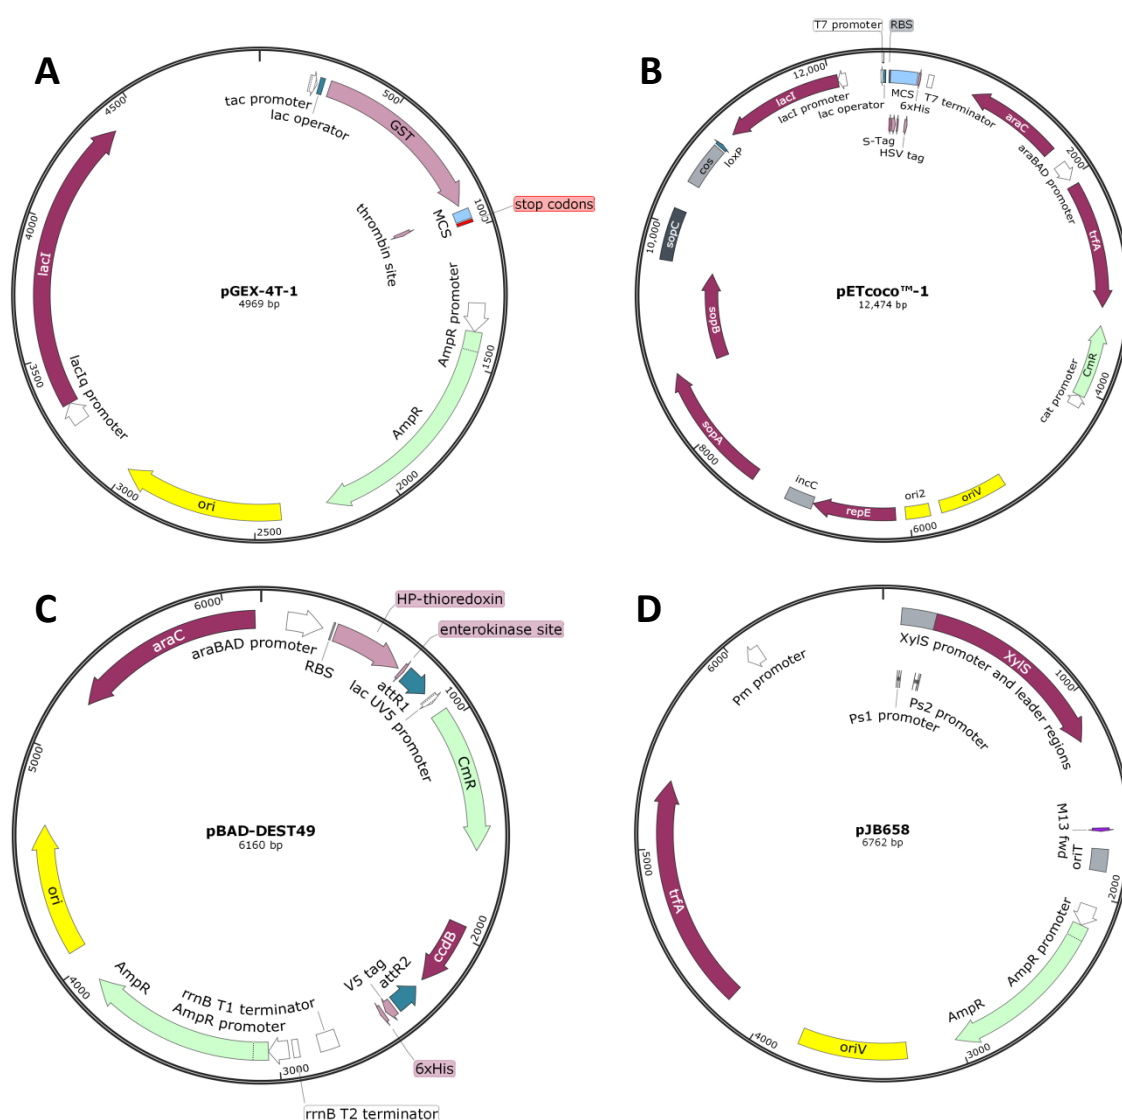 A
tac promoter
lac operator
GST
500
1000
stop codons
MCS
thrombin site
AmpR promoter
1500
AmpR
2000
2500
ori
3000
lacIq promoter
3500
lacI
4000
4500
pGEX-4T-1
4969 bp
B
T7 promoter
RBS
12,000
lacI
lacI promoter
lac operator
MCS
6xHis
T7 terminator
S-Tag
HSV tag
araC
2000
araBAD promoter
trfA
CmR
4000
cat promoter
oriV
ori2
6000
repE
incC
sopA
8000
sopB
sopC
10,000
cos
loxP
pETcoco™-1
12,474 bp
C
6000
araC
araBAD promoter
RBS
HP-thioredoxin
enterokinase site
attR1
lac UV5 promoter
1000
CmR
2000
ccdB
attR2
V5 tag
6xHis
rrnB T1 terminator
rrnB T2 terminator
3000
AmpR promoter
AmpR
4000
ori
5000
pBAD-DEST49
6160 bp
D
6000
Pm promoter
XylS
XylS promoter and leader regions
Ps1 promoter
Ps2 promoter
1000
M13 fwd
oriT
2000
AmpR promoter
AmpR
3000
oriV
4000
trfA
5000
pJB658
6762 bp